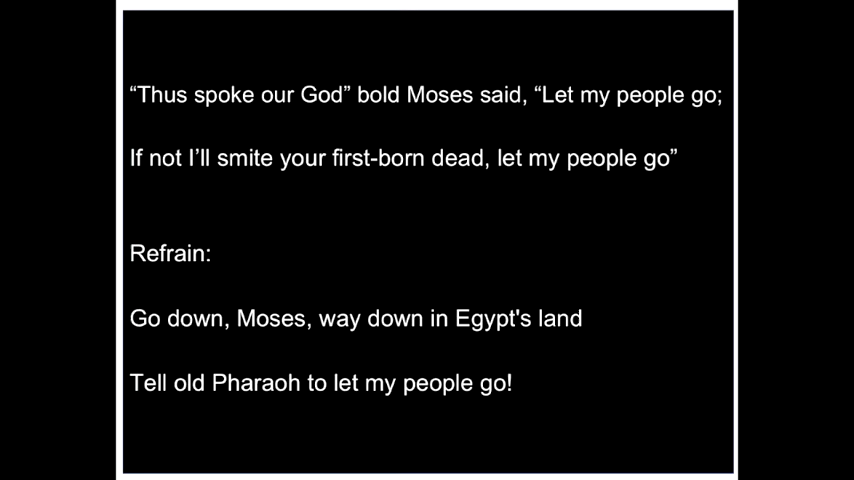 “Thus spoke our God” bold Moses said, “Let my people go;
If not I’ll smite your first-born dead, let my people go”
Refrain:
Go down, Moses, way down in Egypt's land
Tell old Pharaoh to let my people go!